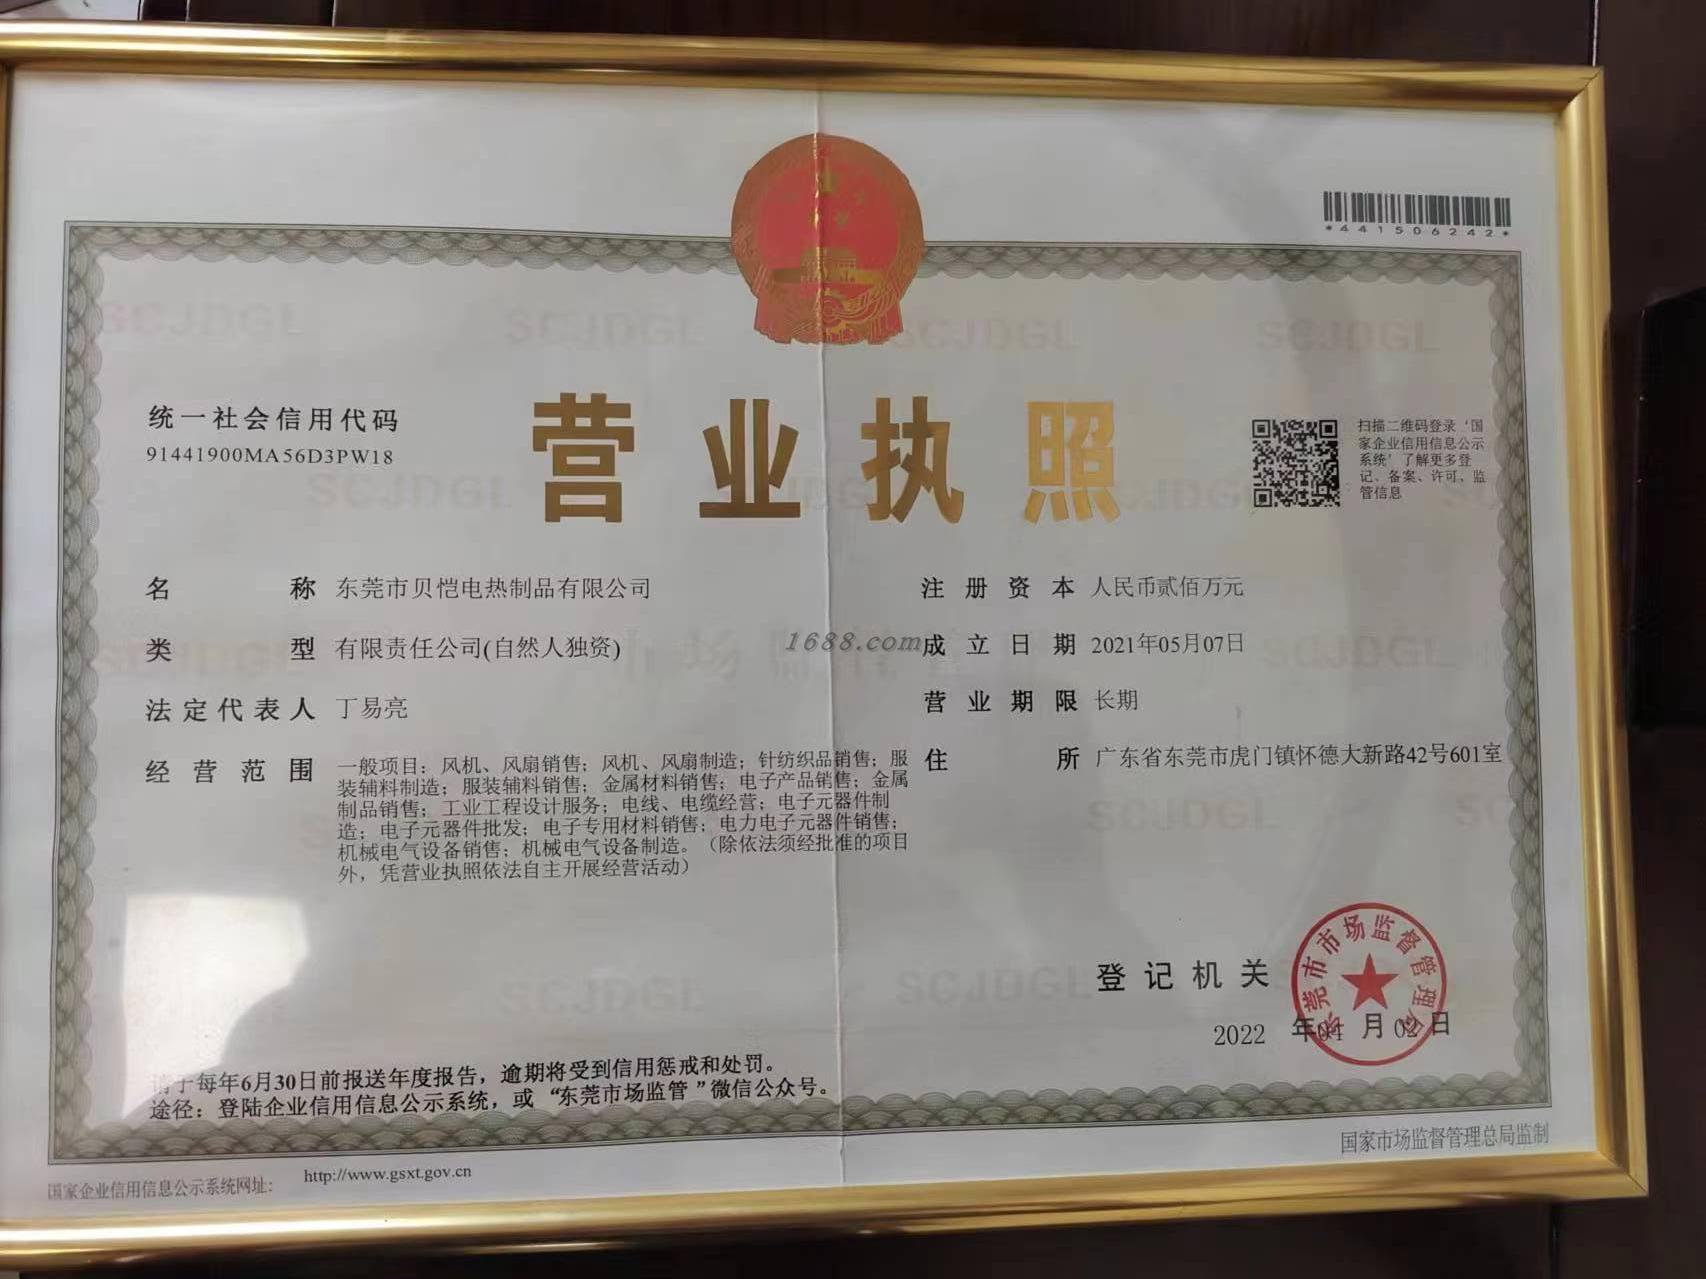 *441506242*
统一社会信用代码
91441900MA56D3PW18
营业执照
扫描二维码登录‘国
家企业信用信息公示
系统’了解更多登
记、备案、许可、监
管信息
名称 东莞市贝恺电热制品有限公司
类型 有限责任公司(自然人独资)
法定代表人 丁易亮
经营范围 一般项目：风机、风扇销售；风机、风扇制造；针纺织品销售；服
装辅料制造；服装辅料销售；金属材料销售；电子产品销售；金属
制品销售；工业工程设计服务；电线、电缆经营；电子元器件制
造；电子元器件批发；电子专用材料销售；电力电子元器件销售；
机械电气设备销售；机械电气设备制造。（除依法须经批准的项目
外，凭营业执照依法自主开展经营活动）
注册资本 人民币贰佰万元
成立日期 2021年05月07日
营业期限 长期
住所 广东省东莞市虎门镇怀德大新路42号601室
1688.com
登记机关
东莞市市场监督管理局
2022 年04 月02日
请于每年6月30日前报送年度报告，逾期将受到信用惩戒和处罚。
途径：登陆企业信用信息公示系统，或“东莞市场监管”微信公众号。
国家企业信用信息公示系统网址：
http://www.gsxt.gov.cn
国家市场监督管理总局监制
SCJDGL